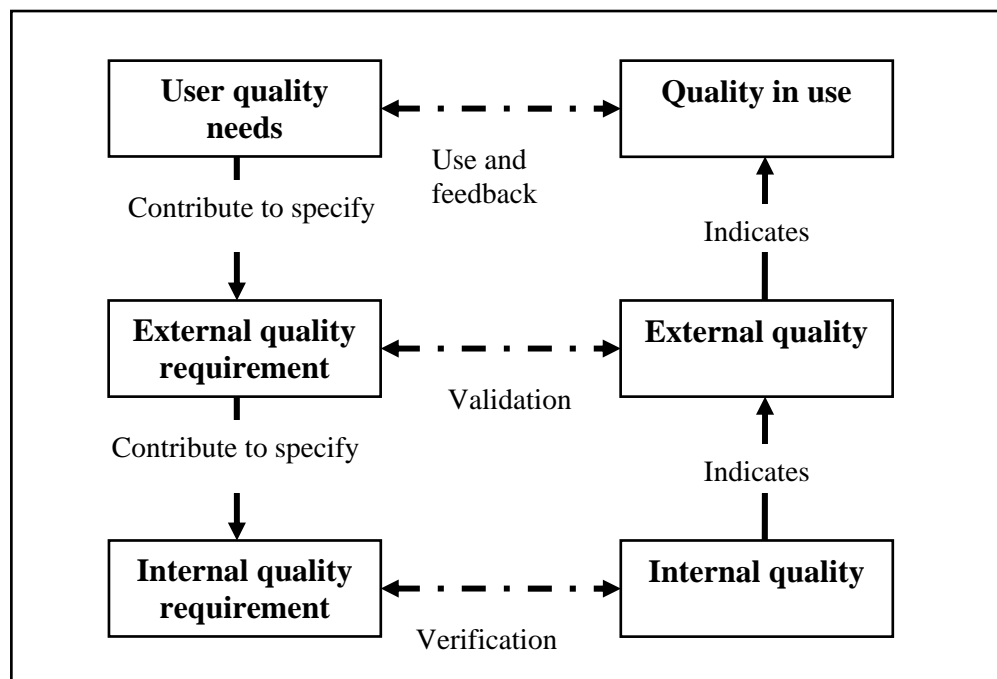 User quality
needs
Quality in use
Use and
feedback
Contribute to specify
Indicates
External quality
requirement
External quality
Validation
Contribute to specify
Indicates
Internal quality
requirement
Internal quality
Verification